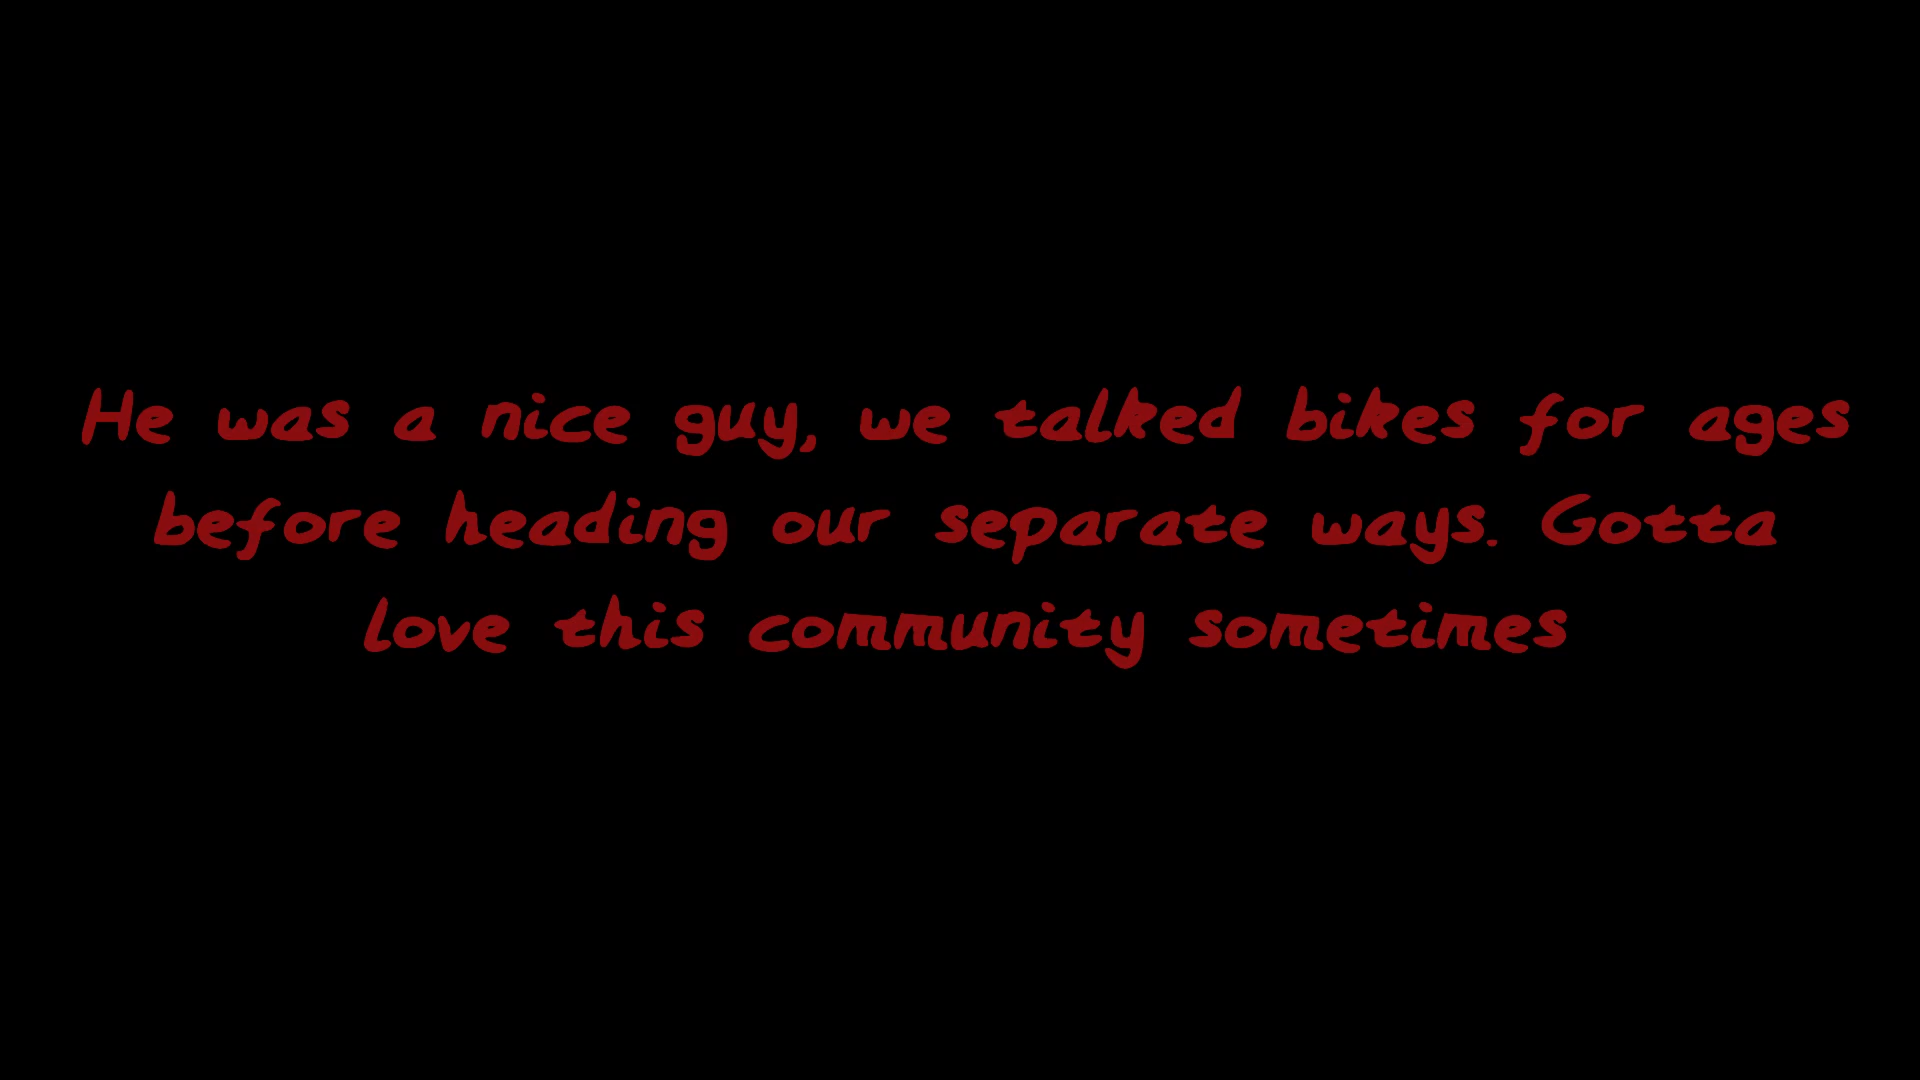 He was a nice guy, we talked bikes for ages
before heading our separate ways. Gotta
love this community sometimes